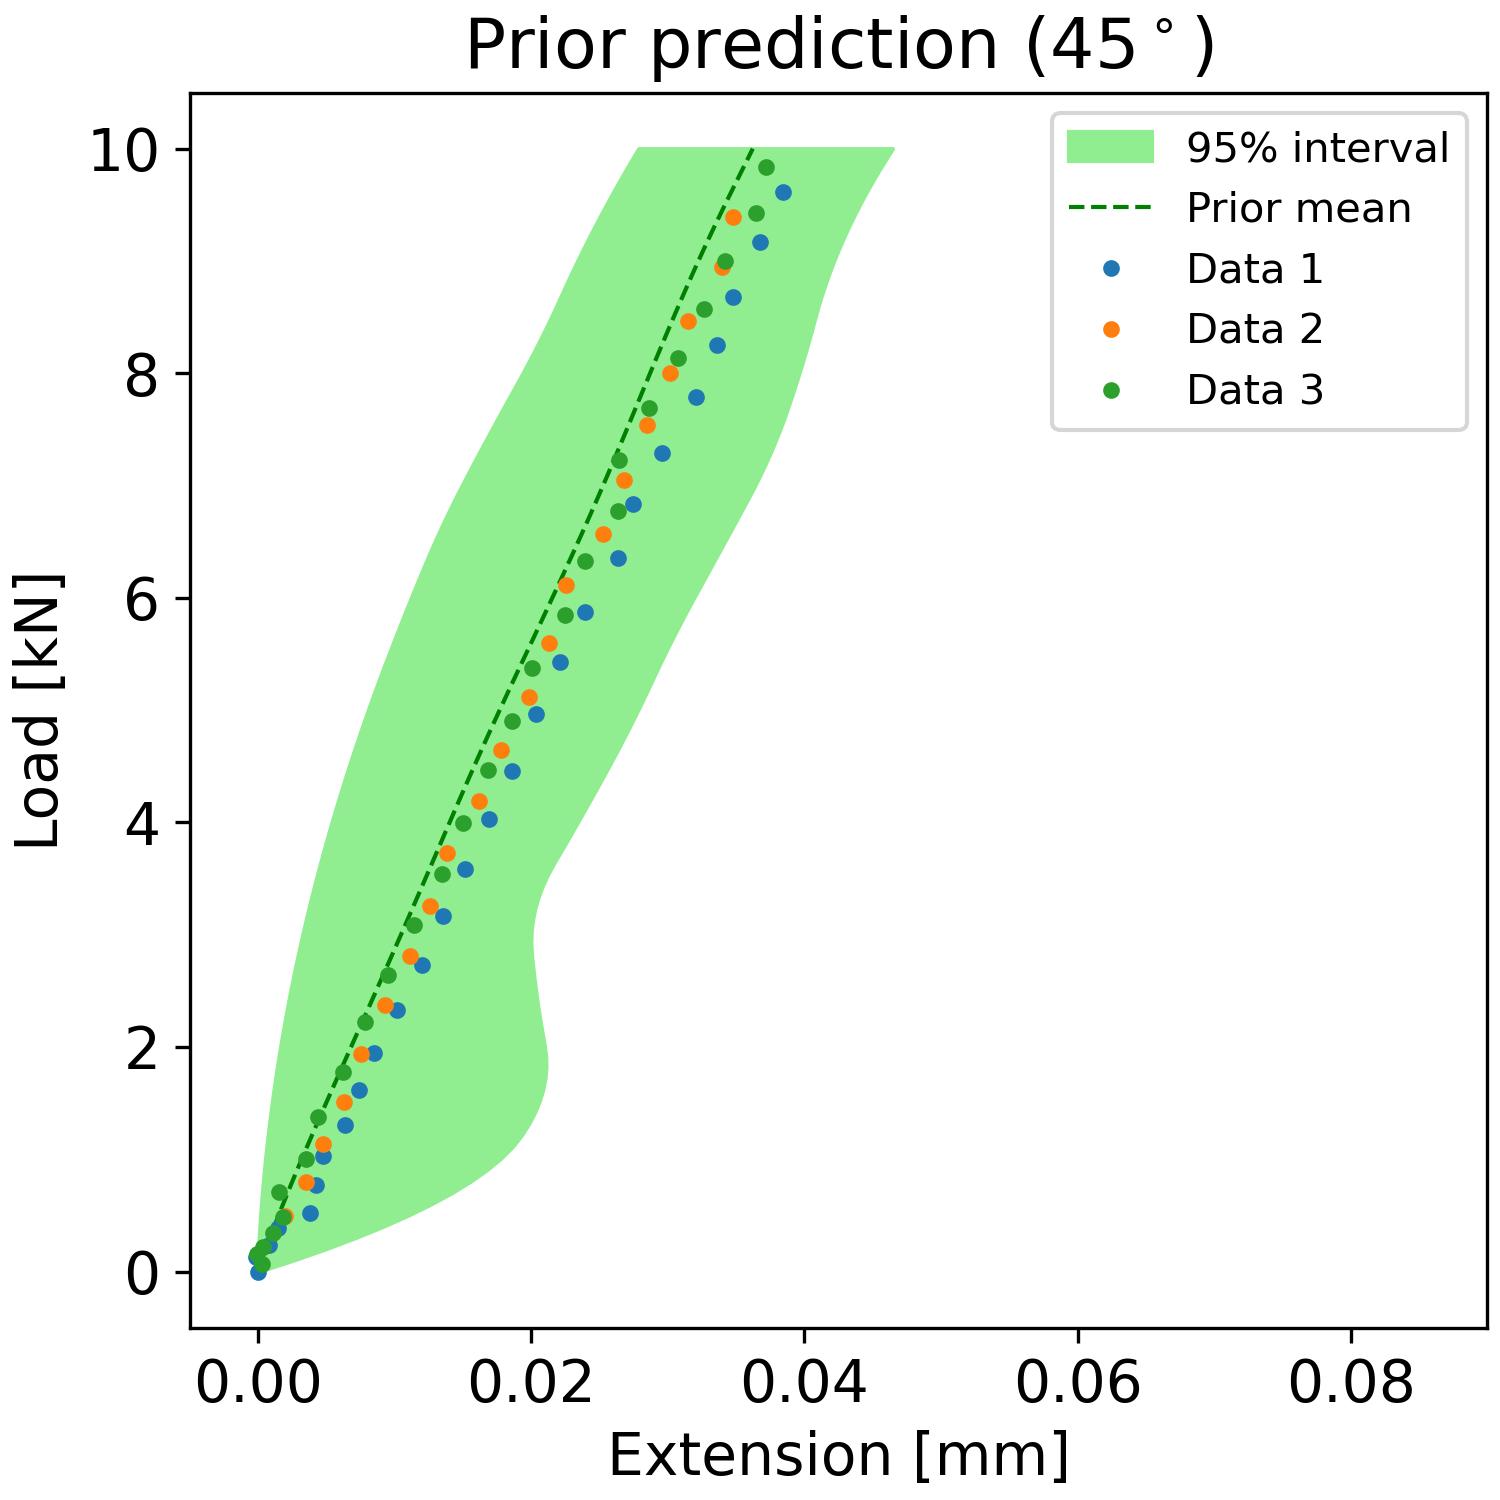 Prior prediction (45°)
95% interval
Prior mean
Data 1
Data 2
Data 3
10
8
6
4
2
0
Load [kN]
0.00 0.02 0.04 0.06 0.08
Extension [mm]